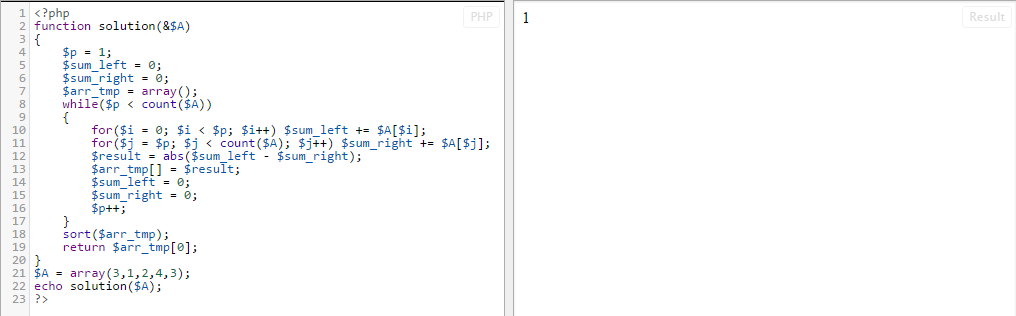 1 <?php
2 function solution(&$A)
3 {
4     $p = 1;
5     $sum_left = 0;
6     $sum_right = 0;
7     $arr_tmp = array();
8     while($p < count($A))
9     {
10         for($i = 0; $i < $p; $i++) $sum_left += $A[$i];
11         for($j = $p; $j < count($A); $j++) $sum_right += $A[$j];
12         $result = abs($sum_left - $sum_right);
13         $arr_tmp[] = $result;
14         $sum_left = 0;
15         $sum_right = 0;
16         $p++;
17     }
18     sort($arr_tmp);
19     return $arr_tmp[0];
20 }
21 $A = array(3,1,2,4,3);
22 echo solution($A);
23 ?>
PHP
1
Result